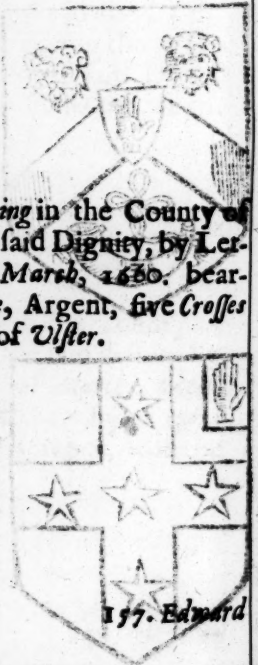 ing in the County of
said Dignity, by Let-
March, 1660. bear-
, Argent, five Crosses
of Ulster.
157. Edward